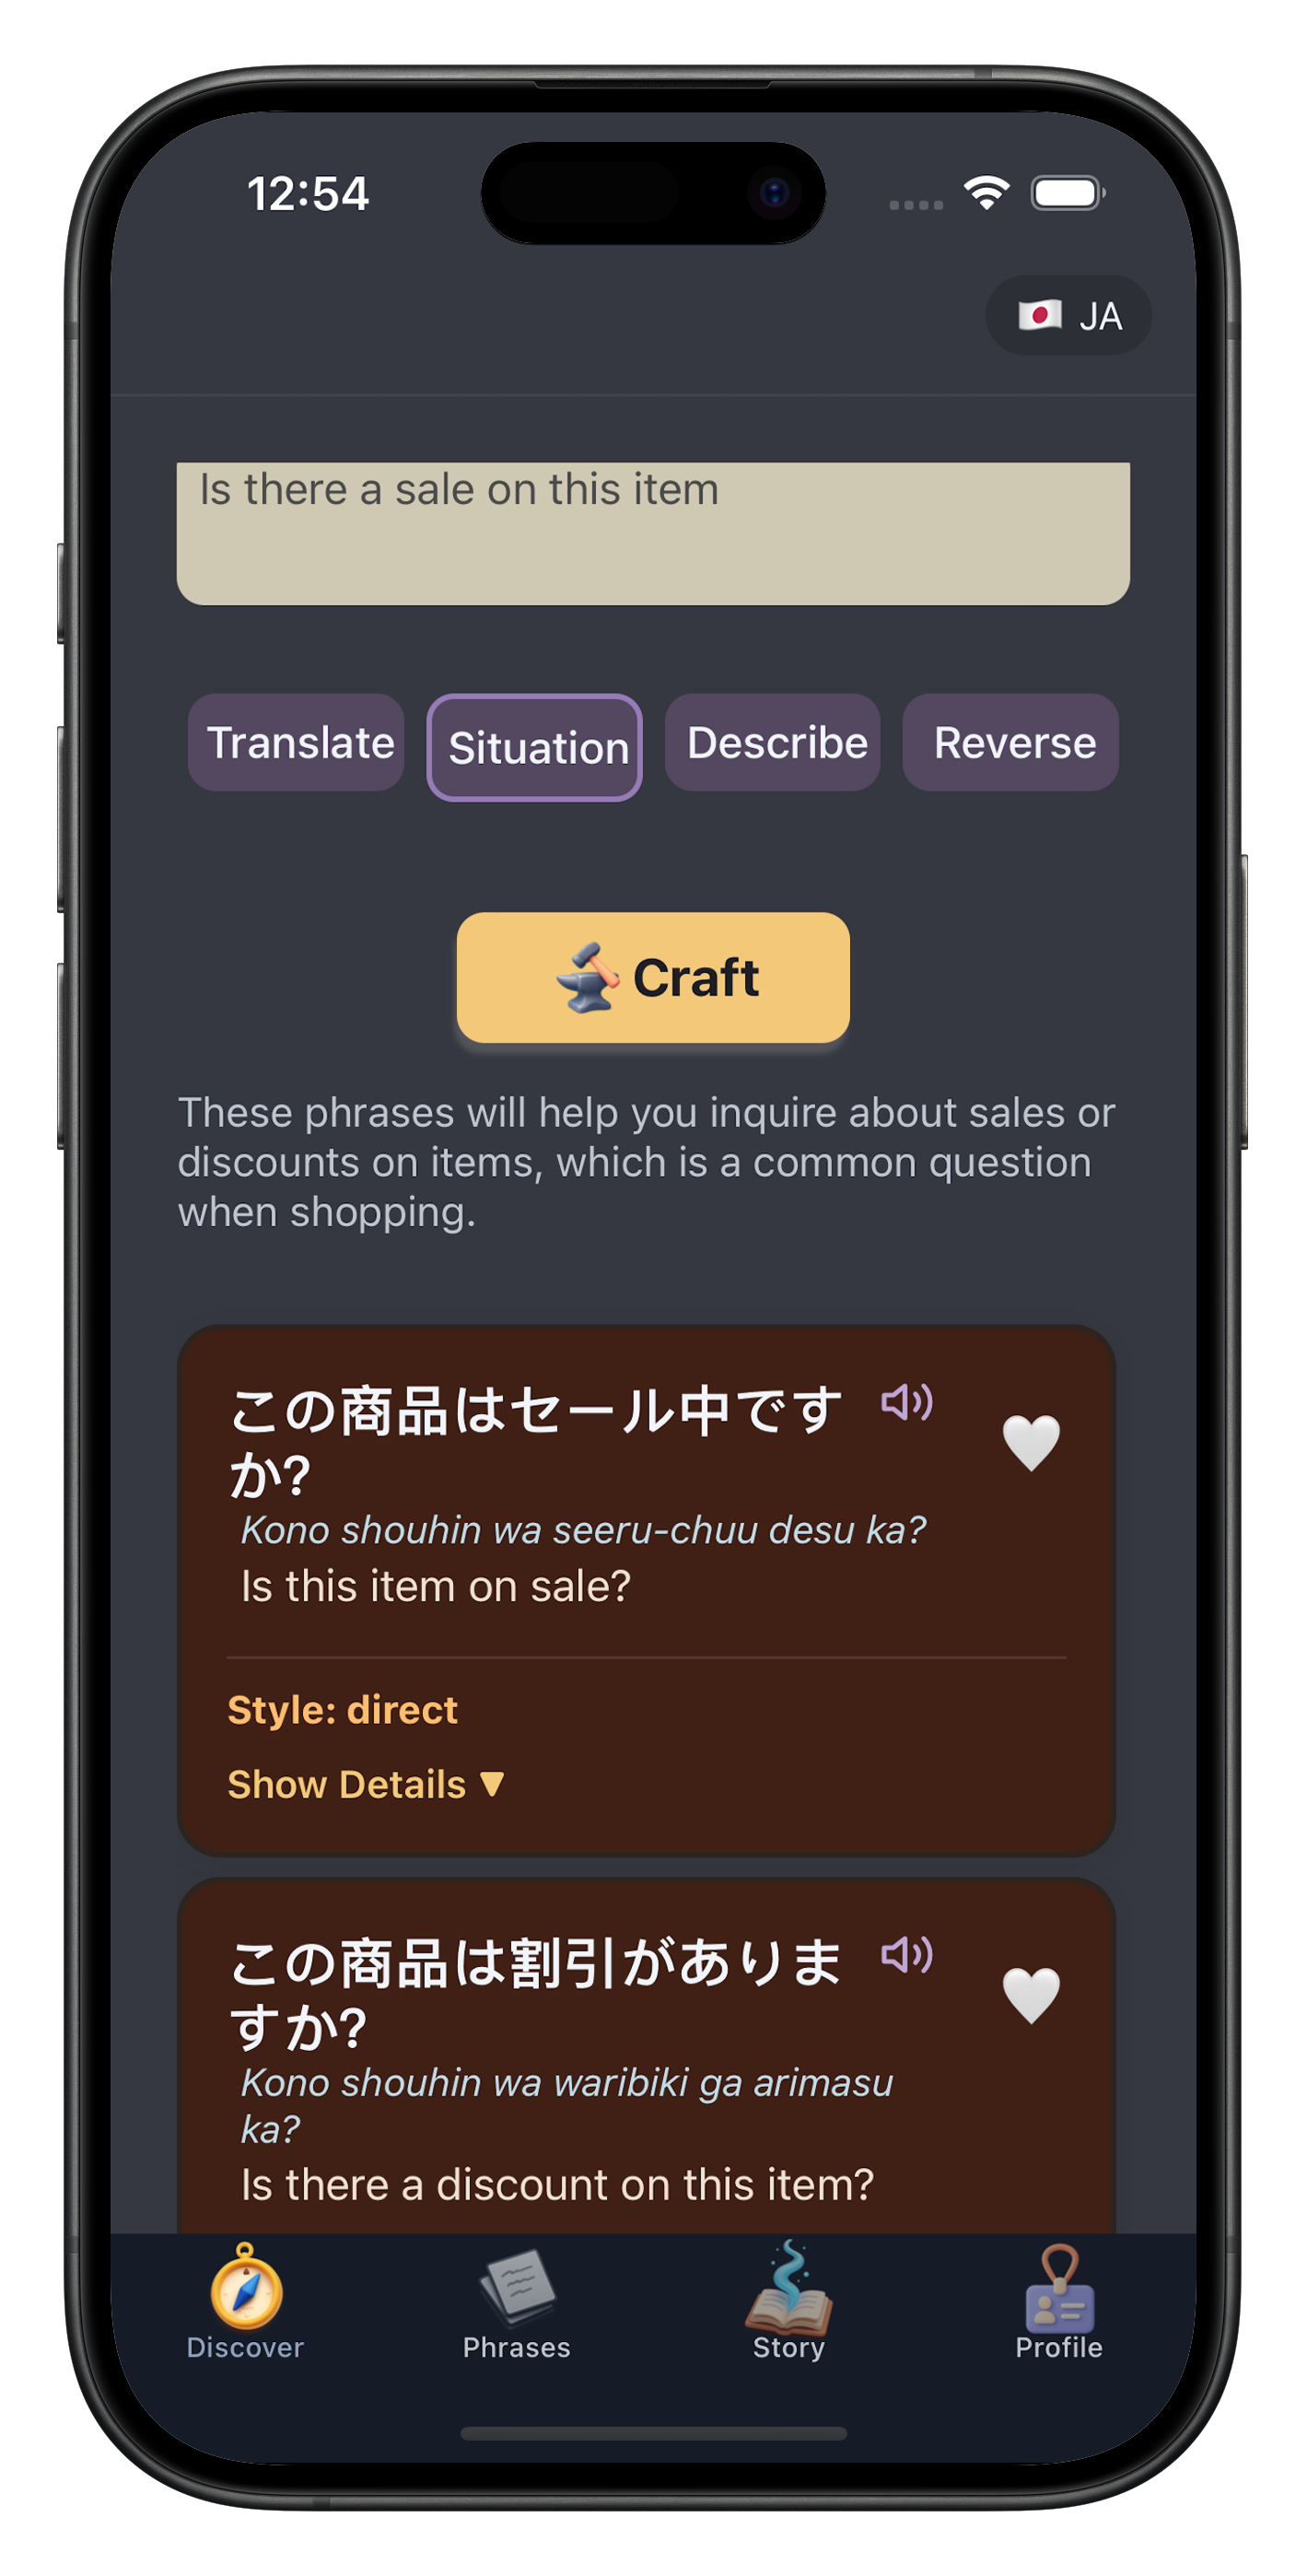 12:54
🇯🇵 JA
Is there a sale on this item
Translate
Situation
Describe
Reverse
Craft
These phrases will help you inquire about sales or
discounts on items, which is a common question
when shopping.
この商品はセール中です
か?
Kono shouhin wa seeru-chuu desu ka?
Is this item on sale?
Style: direct
Show Details ▼
この商品は割引がありま
すか?
Kono shouhin wa waribiki ga arimasu
ka?
Is there a discount on this item?
Discover
Phrases
Story
Profile